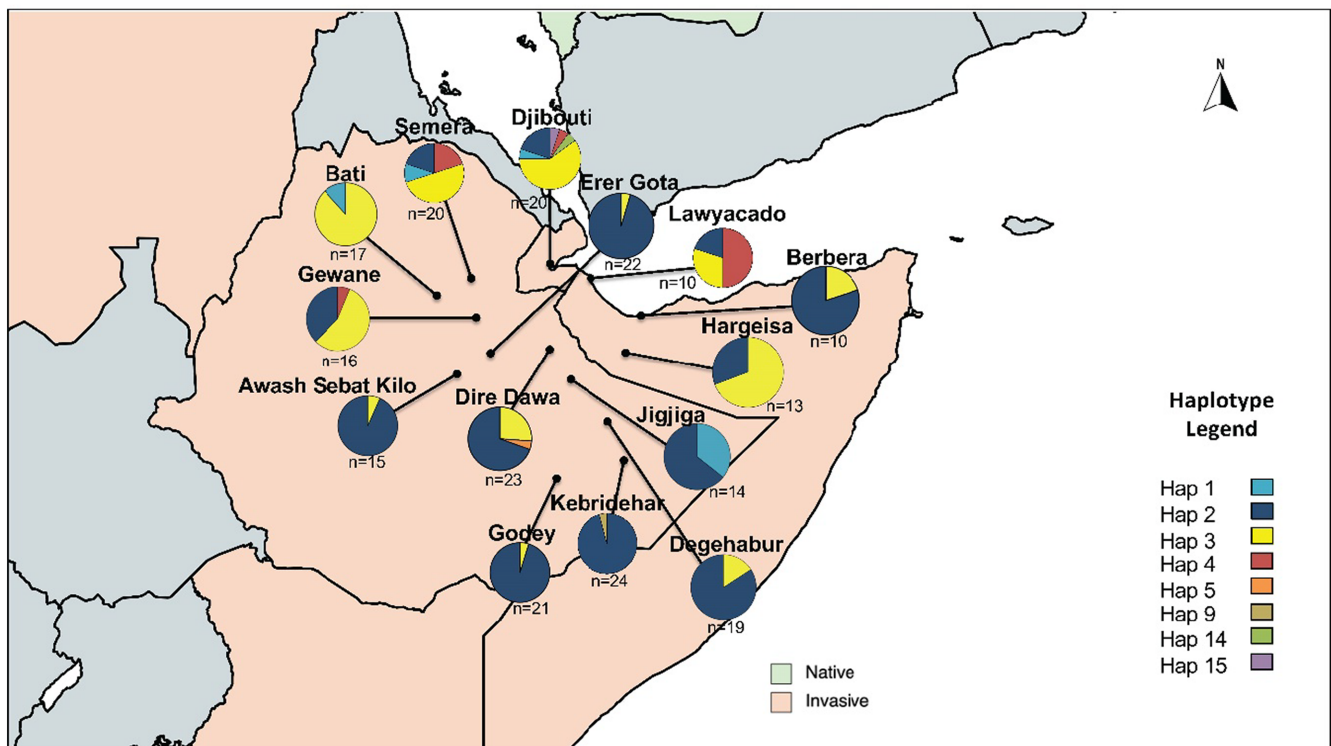 N
Djibouti
n=20
Semera
n=20
Bati
n=17
Erer Gota
n=22
Lawyacado
n=10
Berbera
n=10
Gewane
n=16
Hargeisa
n=13
Awash Sebat Kilo
n=15
Dire Dawa
n=23
Jigjiga
n=14
Kebridehar
n=24
Godey
n=21
Degehabur
n=19
Haplotype
Legend
Hap 1
Hap 2
Hap 3
Hap 4
Hap 5
Hap 9
Hap 14
Hap 15
Native
Invasive